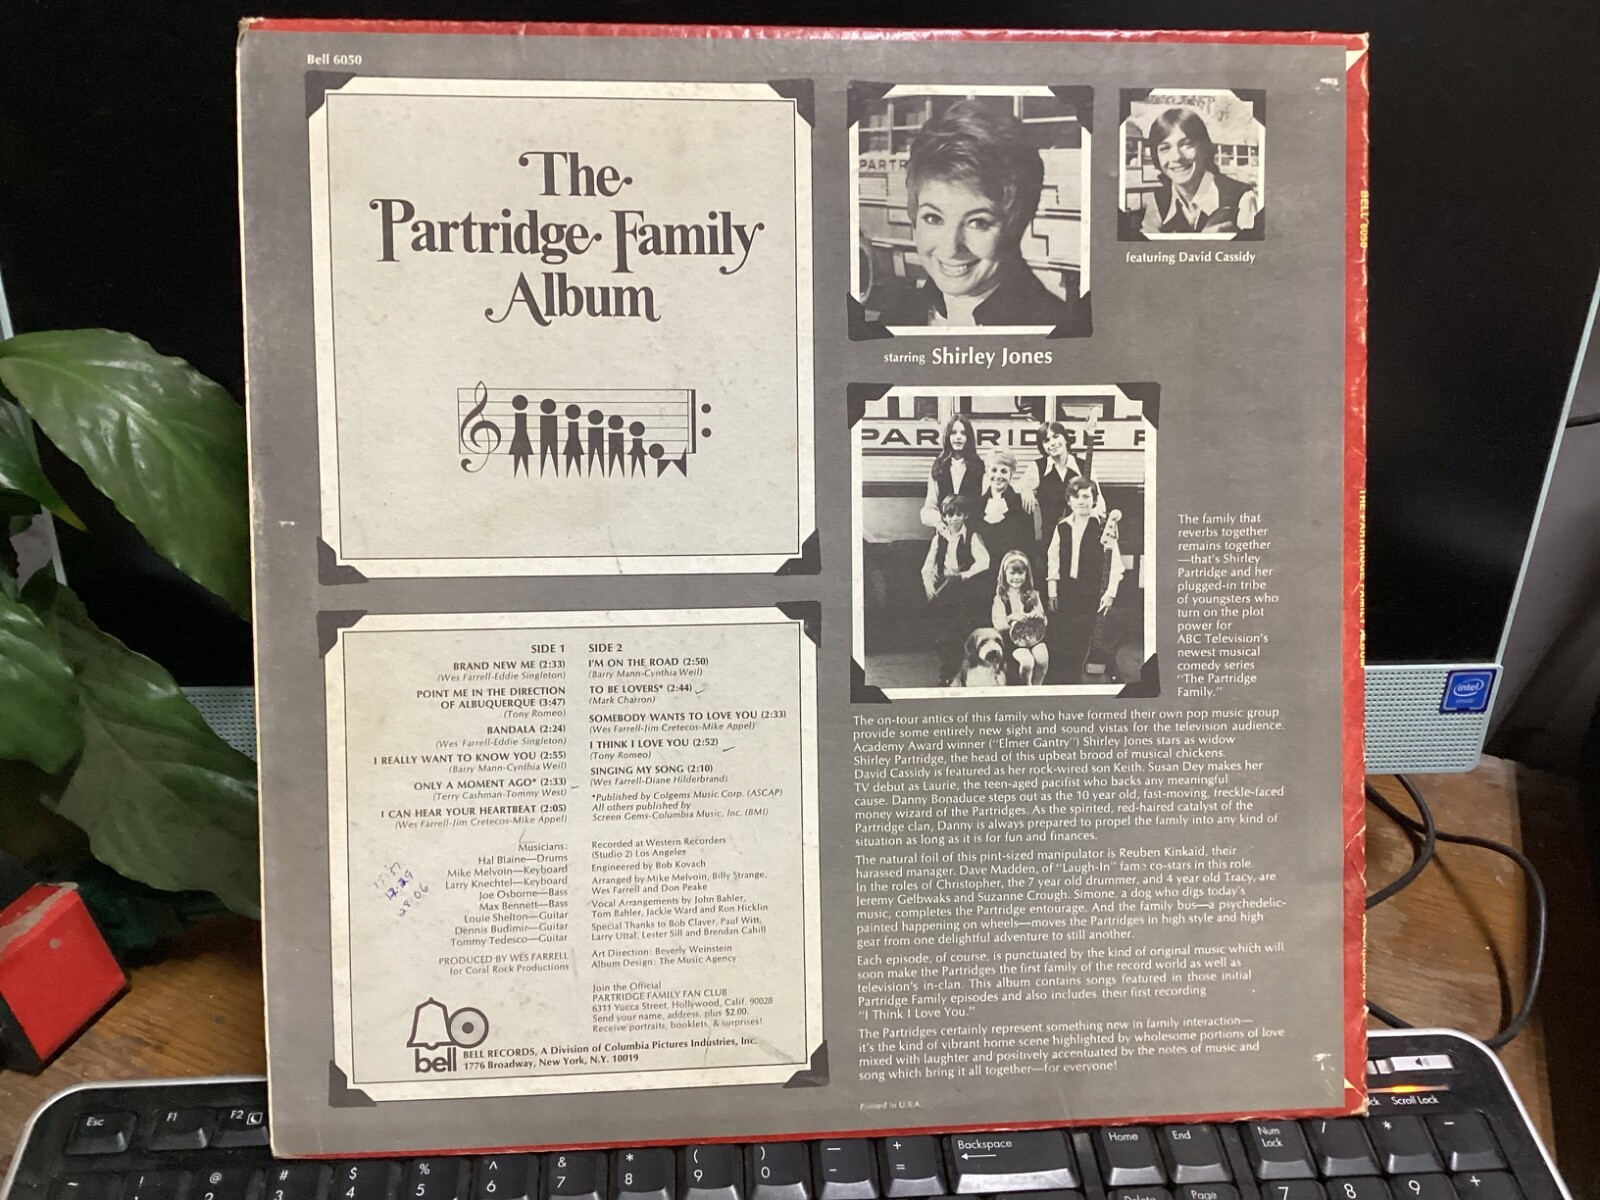 Bell 6050
The
Partridge Family
Album
SIDE 1
BRAND NEW ME (2:33)
(Wes Farrell-Eddie Singleton)
POINT ME IN THE DIRECTION
OF ALBUQUERQUE (3:47)
(Tony Romeo)
BANDALA (2:24)
(Wes Farrell-Eddie Singleton)
I REALLY WANT TO KNOW YOU (2:55)
(Barry Mann-Cynthia Weil)
ONLY A MOMENT AGO* (2:33)
(Terry Cashman-Tommy West)
I CAN HEAR YOUR HEARTBEAT (2:05)
(Wes Farrell-Jim Cretecos-Mike Appel)
Musicians:
Hal Blaine—Drums
Mike Melvoin—Keyboard
Larry Knechtel—Keyboard
Joe Osborne—Bass
Max Bennett—Bass
Louie Shelton—Guitar
Dennis Budimir—Guitar
Tommy Tedesco—Guitar
PRODUCED BY WES FARRELL
for Coral Rock Productions
SIDE 2
I'M ON THE ROAD (2:50)
(Barry Mann-Cynthia Weil)
TO BE LOVERS* (2:44)
(Mark Charron)
SOMEBODY WANTS TO LOVE YOU (2:33)
(Wes Farrell-Jim Cretecos-Mike Appel)
I THINK I LOVE YOU (2:52)
(Tony Romeo)
SINGING MY SONG (2:10)
(Wes Farrell-Diane Hilderbrand)
*Published by Colgems Music Corp. (ASCAP)
All others published by
Screen Gems-Columbia Music, Inc. (BMI)
Recorded at Western Recorders
(Studio 2) Los Angeles
Engineered by Bob Kovach
Arranged by Mike Melvoin, Billy Strange,
Wes Farrell and Don Peake
Vocal Arrangements by John Bahler,
Tom Bahler, Jackie Ward and Ron Hicklin
Special Thanks to Bob Claver, Paul Witt,
Larry Uttal, Lester Sill and Brendan Cahill
Art Direction: Beverly Weinstein
Album Design: The Music Agency
Join the Official
PARTRIDGE FAMILY FAN CLUB
6311 Yucca Street, Hollywood, Calif. 90028
Send your name, address, plus $2.00.
Receive portraits, booklets, & surprises!
bell
BELL RECORDS, A Division of Columbia Pictures Industries, Inc.
1776 Broadway, New York, N.Y. 10019
PARTR
starring Shirley Jones
featuring David Cassidy
PARTRIDGE F
The family that
reverbs together
remains together
—that's Shirley
Partridge and her
plugged-in tribe
of youngsters who
turn on the plot
power for
ABC Television's
newest musical
comedy series
"The Partridge
Family."
The on-tour antics of this family who have formed their own pop music group
provide some entirely new sight and sound vistas for the television audience.
Academy Award winner ("Elmer Gantry") Shirley Jones stars as widow
Shirley Partridge, the head of this upbeat brood of musical chickens.
David Cassidy is featured as her rock-wired son Keith. Susan Dey makes her
TV debut as Laurie, the teen-aged pacifist who backs any meaningful
cause. Danny Bonaduce steps out as the 10 year old, fast-moving, freckle-faced
money wizard of the Partridges. As the spirited, red-haired catalyst of the
Partridge clan, Danny is always prepared to propel the family into any kind of
situation as long as it is for fun and finances.
The natural foil of this pint-sized manipulator is Reuben Kinkaid, their
harassed manager. Dave Madden, of "Laugh-In" fame co-stars in this role.
In the roles of Christopher, the 7 year old drummer, and 4 year old Tracy, are
Jeremy Gelbwaks and Suzanne Crough. Simone, a dog who digs today's
music, completes the Partridge entourage. And the family bus—a psychedelic-
painted happening on wheels—moves the Partridges in high style and high
gear from one delightful adventure to still another.
Each episode, of course, is punctuated by the kind of original music which will
soon make the Partridges the first family of the record world as well as
television's in-clan. This album contains songs featured in those initial
Partridge Family episodes and also includes their first recording
"I Think I Love You."
The Partridges certainly represent something new in family interaction—
it's the kind of vibrant home scene highlighted by wholesome portions of love
mixed with laughter and positively accentuated by the notes of music and
song which bring it all together—for everyone!
Printed in U.S.A.
BELL 6050
THE PARTRIDGE FAMILY ALBUM
intel
Esc
F1
F2
Backspace
Home
End
Num
Lock
Scroll Lock
/
*
-
~
!
@
2
#
3
$
4
%
5
^
6
&
7
*
8
(
9
)
0
-
+
=
Delete
Page
7
8
9
+